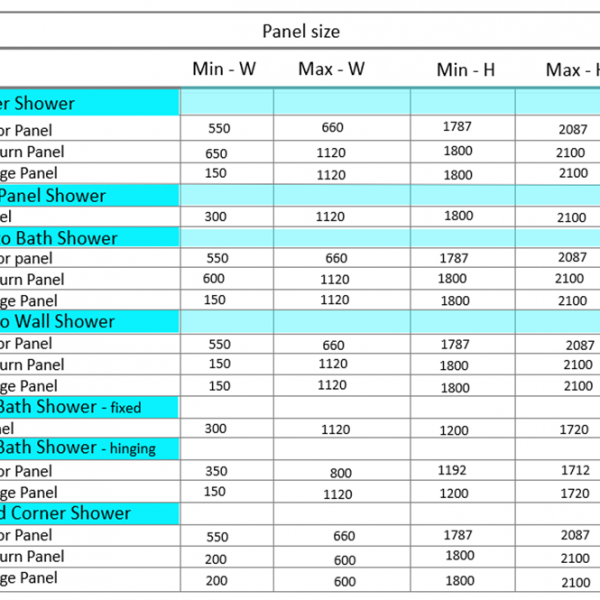 Panel size
Min - W Max - W Min - H Max - H
er Shower
or Panel 550 660 1787 2087
urn Panel 650 1120 1800 2100
ge Panel 150 1120 1800 2100
Panel Shower
el 300 1120 1800 2100
to Bath Shower
or panel 550 660 1787 2087
urn Panel 600 1120 1800 2100
ge Panel 150 1120 1800 2100
o Wall Shower
or Panel 550 660 1787 2087
urn Panel 150 1120 1800 2100
ge Panel 150 1120 1800 2100
Bath Shower - fixed
nel 300 1120 1200 1720
Bath Shower - hinging
or Panel 350 800 1192 1712
ge Panel 150 1120 1200 1720
d Corner Shower
or Panel 550 660 1787 2087
urn Panel 200 600 1800 2100
ge Panel 200 600 1800 2100